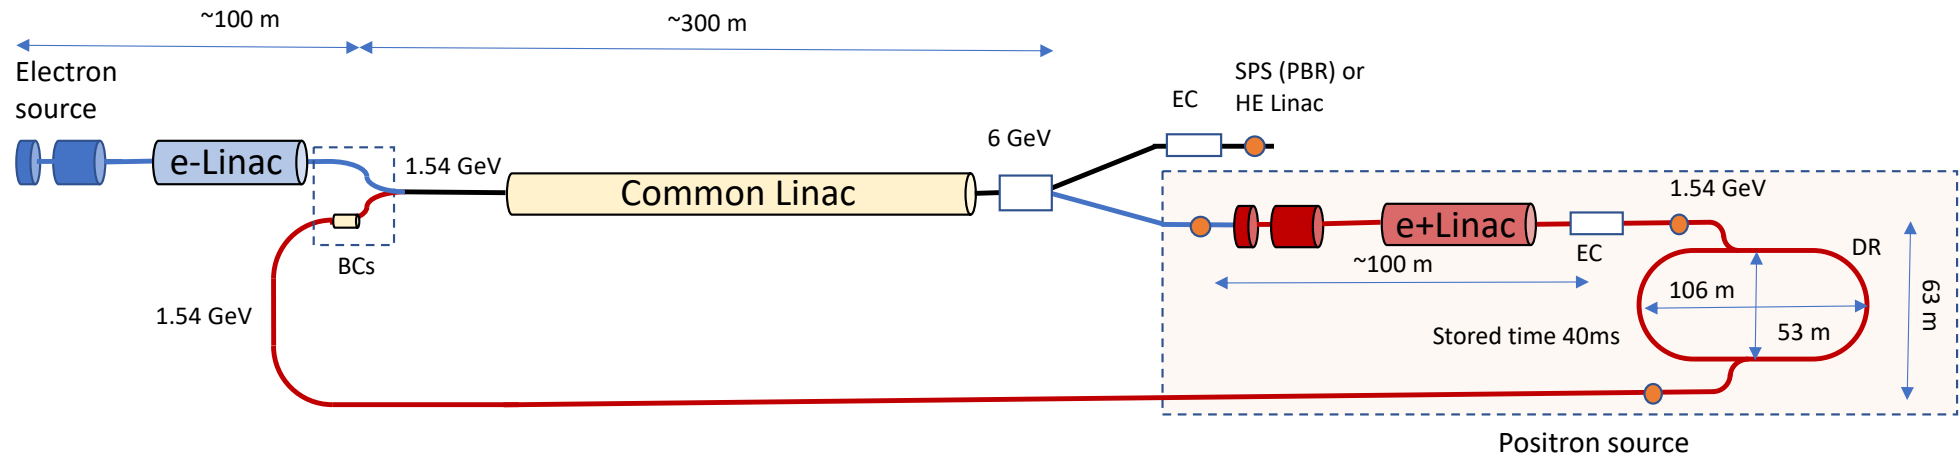 ~100 m
~300 m
Electron
source
SPS (PBR) or
HE Linac
EC
6 GeV
e-Linac
1.54 GeV
Common Linac
1.54 GeV
e+Linac
EC
DR
BCs
~100 m
106 m
63 m
1.54 GeV
Stored time 40ms
53 m
Positron source